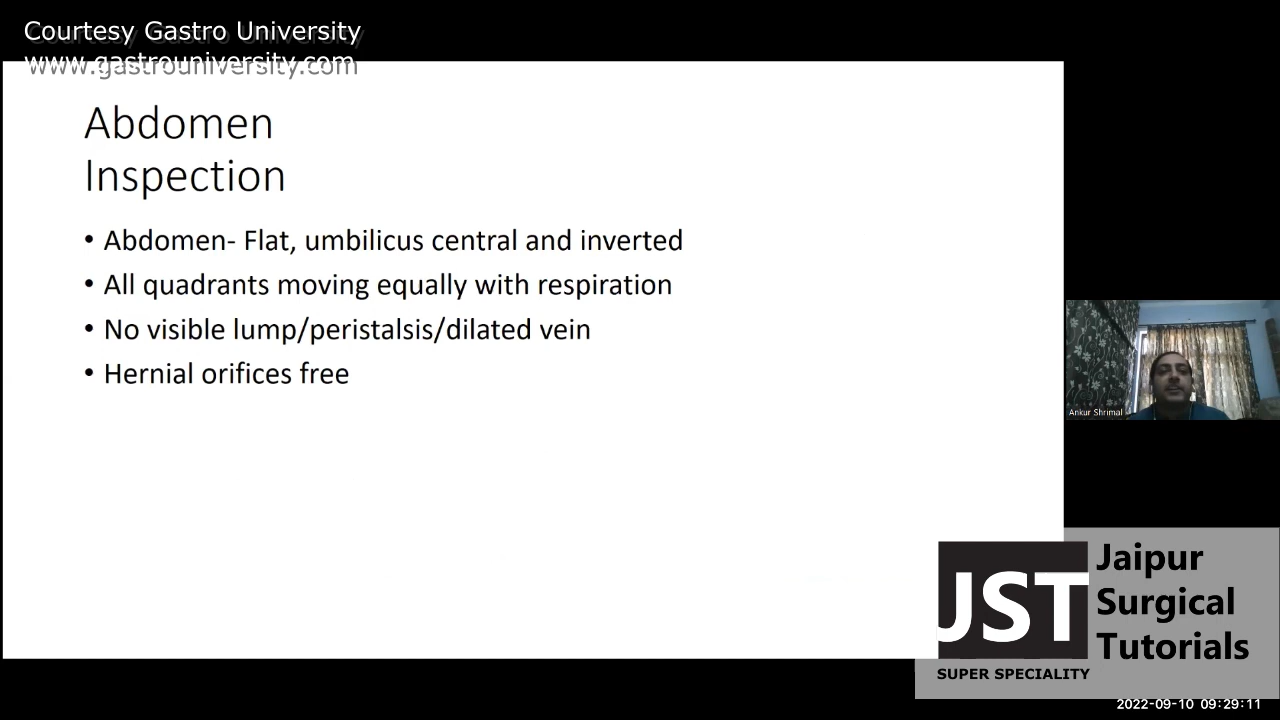 Courtesy Gastro University
www.gastrouniversity.com
Abdomen
Inspection
• Abdomen- Flat, umbilicus central and inverted
• All quadrants moving equally with respiration
• No visible lump/peristalsis/dilated vein
• Hernial orifices free
Ankur Shrimal
JST
SUPER SPECIALITY
Jaipur
Surgical
Tutorials
2022-09-10 09:29:11